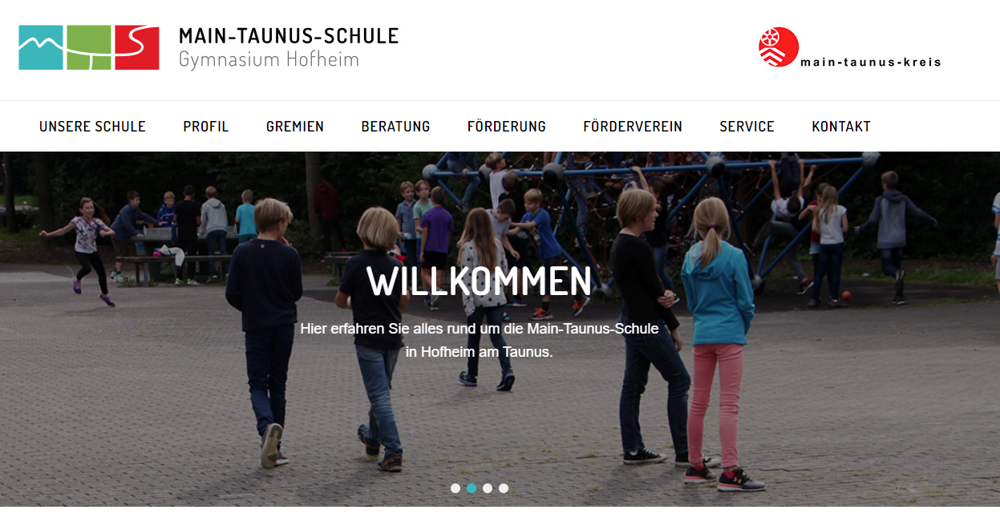 MAIN-TAUNUS-SCHULE
Gymnasium Hofheim
main-taunus-kreis
UNSERE SCHULE PROFIL GREMIEN BERATUNG FÖRDERUNG FÖRDERVEREIN SERVICE KONTAKT
WILLKOMMEN
Hier erfahren Sie alles rund um die Main-Taunus-Schule
in Hofheim am Taunus.